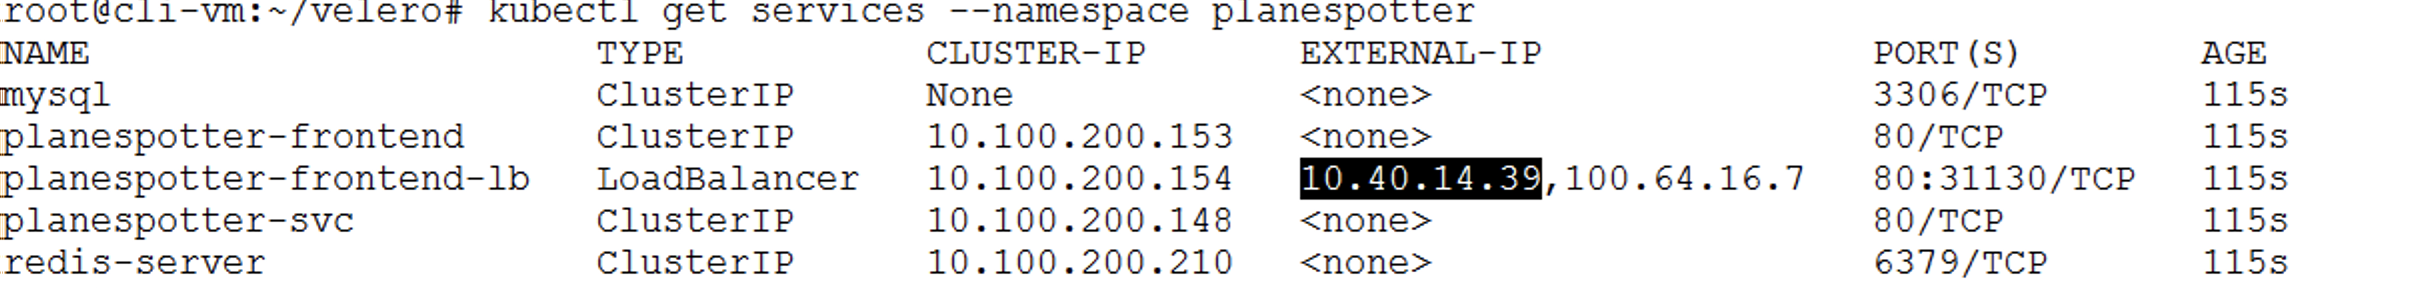 root@cli-vm:~/velero# kubectl get services --namespace planespotter
NAME TYPE CLUSTER-IP EXTERNAL-IP PORT(S) AGE
mysql ClusterIP None <none> 3306/TCP 115s
planespotter-frontend ClusterIP 10.100.200.153 <none> 80/TCP 115s
planespotter-frontend-lb LoadBalancer 10.100.200.154 10.40.14.39,100.64.16.7 80:31130/TCP 115s
planespotter-svc ClusterIP 10.100.200.148 <none> 80/TCP 115s
redis-server ClusterIP 10.100.200.210 <none> 6379/TCP 115s